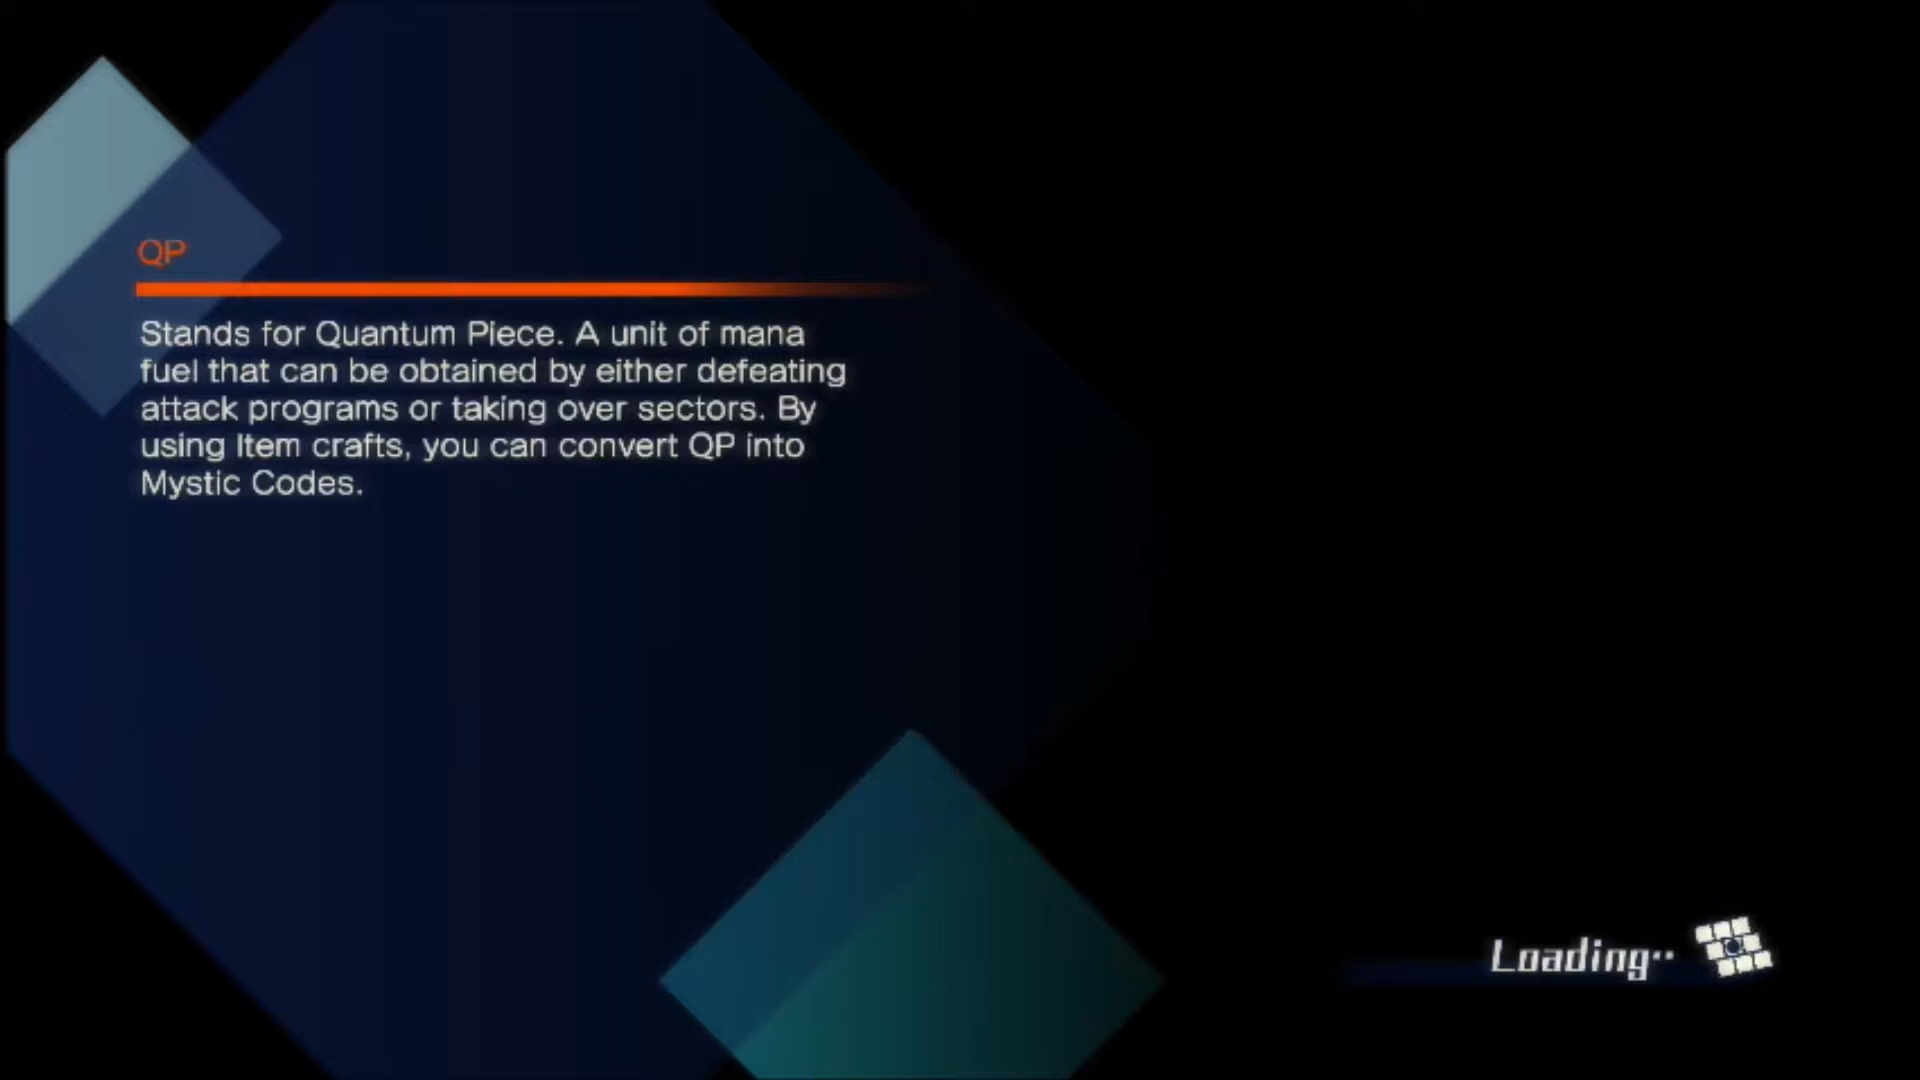 QP
Stands for Quantum Piece. A unit of mana
fuel that can be obtained by either defeating
attack programs or taking over sectors. By
using Item crafts, you can convert QP into
Mystic Codes.
Loading··